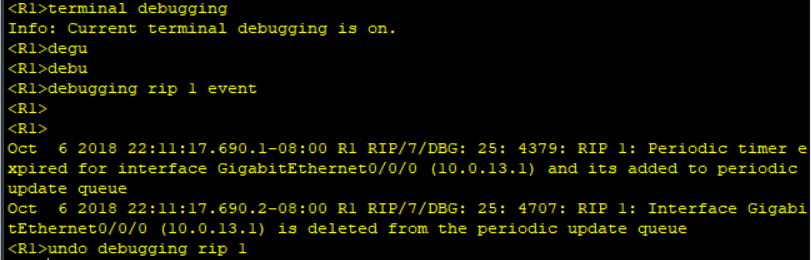 <R1>terminal debugging
Info: Current terminal debugging is on.
<R1>degu
<R1>debu
<R1>debugging rip 1 event
<R1>
<R1>
Oct  6 2018 22:11:17.690.1-08:00 R1 RIP/7/DBG: 25: 4379: RIP 1: Periodic timer e
xpired for interface GigabitEthernet0/0/0 (10.0.13.1) and its added to periodic
update queue
Oct  6 2018 22:11:17.690.2-08:00 R1 RIP/7/DBG: 25: 4707: RIP 1: Interface Gigabi
tEthernet0/0/0 (10.0.13.1) is deleted from the periodic update queue
<R1>undo debugging rip 1